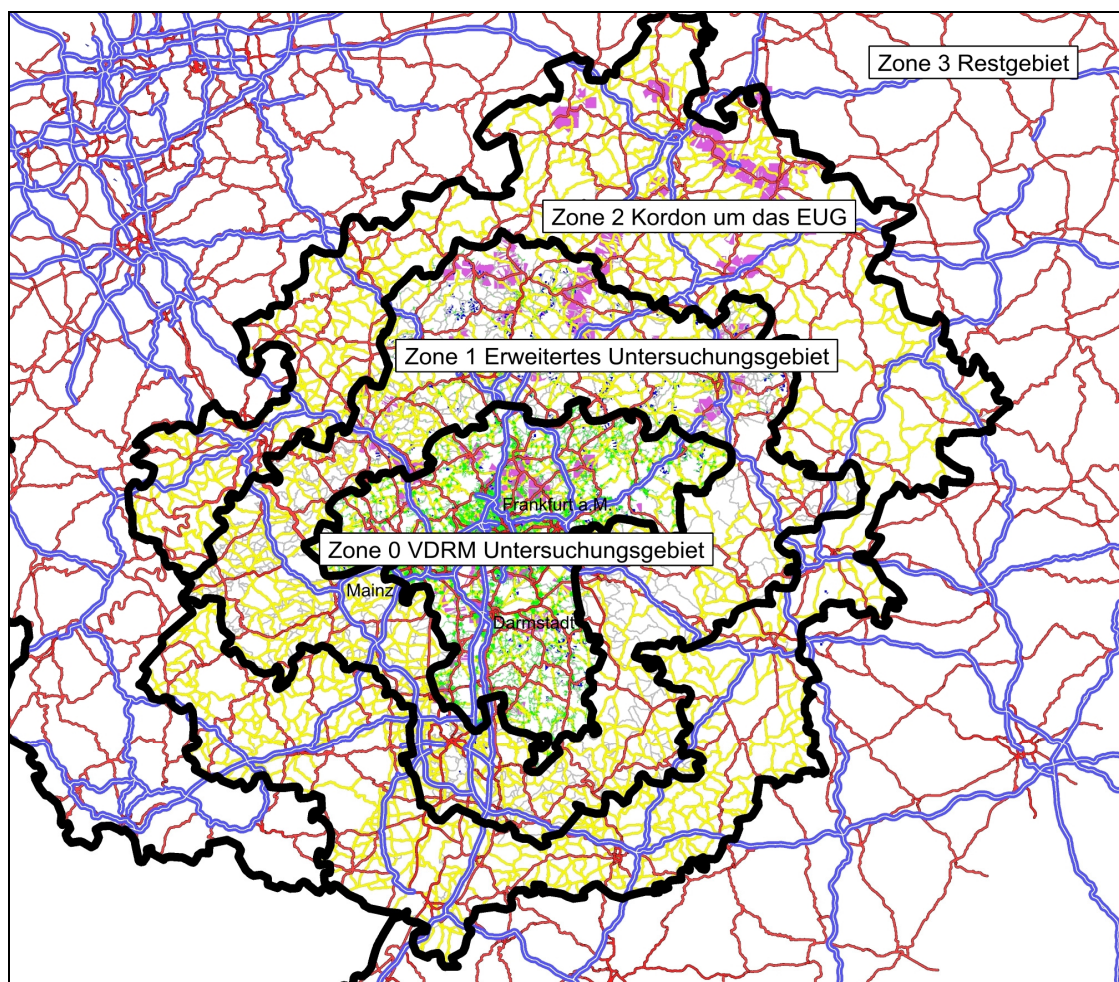 Zone 3 Restgebiet
Zone 2 Kordon um das EUG
Zone 1 Erweitertes Untersuchungsgebiet
Frankfurt a.M.
Zone 0 VDRM Untersuchungsgebiet
Mainz
Darmstadt